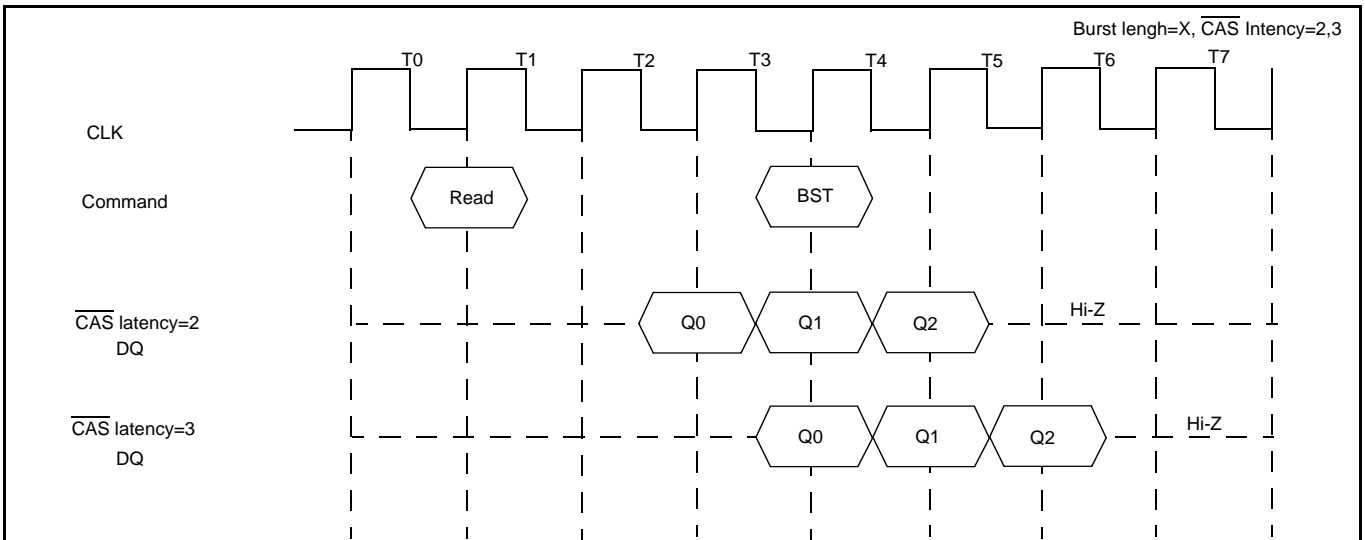 Burst lengh=X, CAS Intency=2,3
T0 T1 T2 T3 T4 T5 T6 T7
CLK
Command Read BST
CAS latency=2
DQ
Q0 Q1 Q2 Hi-Z
CAS latency=3
DQ
Q0 Q1 Q2 Hi-Z